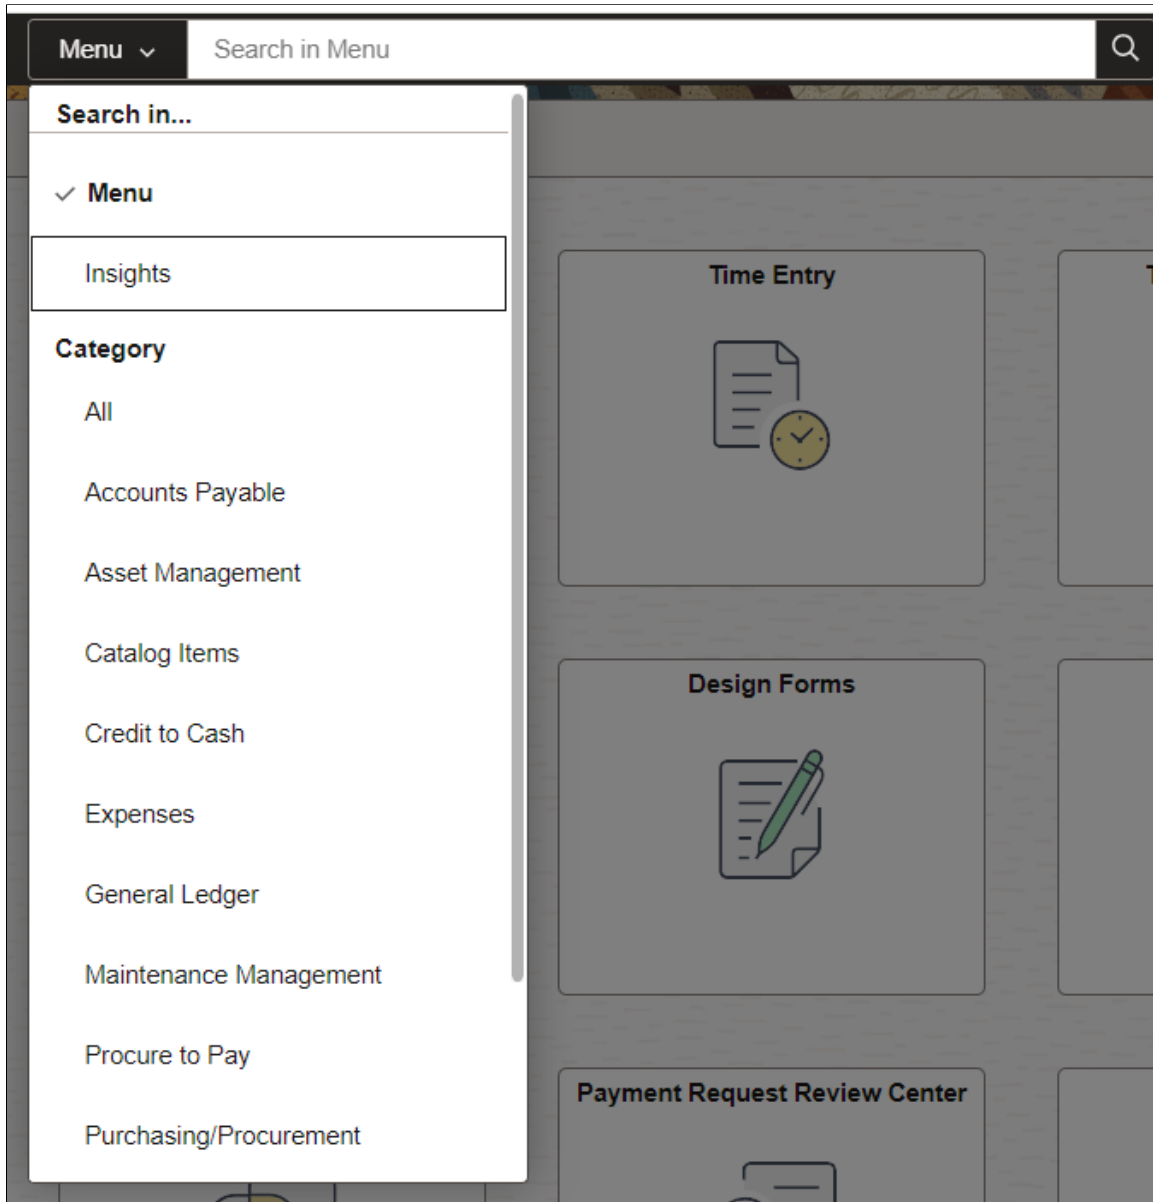 Menu
Search in Menu
Search in...
Menu
Insights
Category
All
Accounts Payable
Asset Management
Catalog Items
Credit to Cash
Expenses
General Ledger
Maintenance Management
Procure to Pay
Purchasing/Procurement
Time Entry
Design Forms
Payment Request Review Center